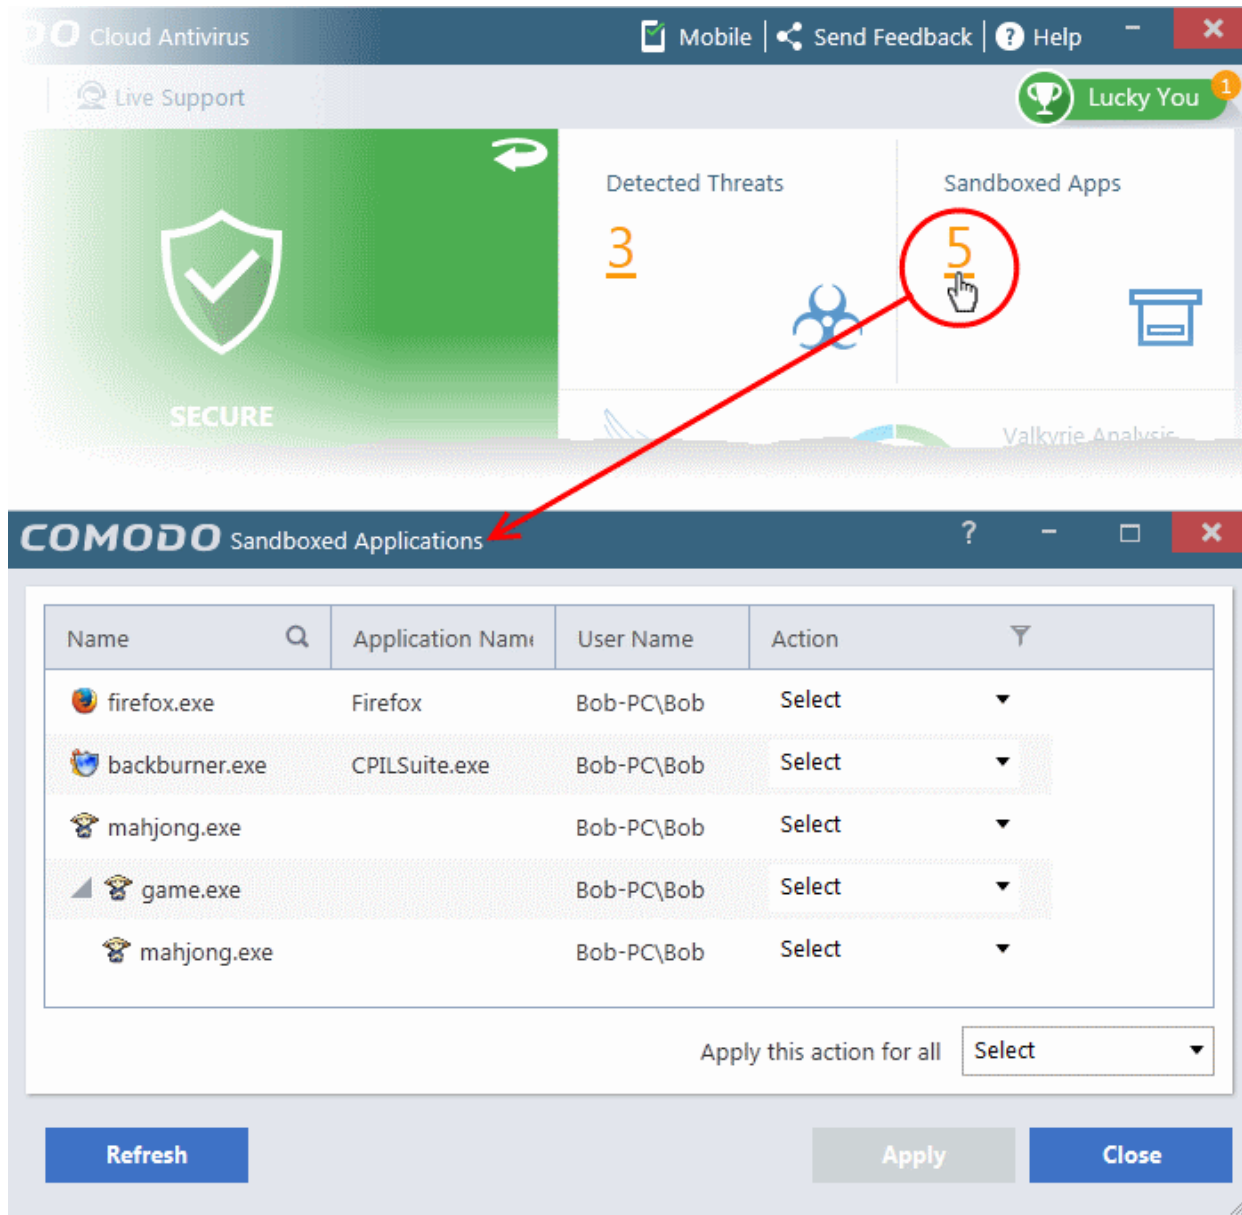 DO Cloud Antivirus Mobile Send Feedback ? Help
Live Support Lucky You 1
Detected Threats Sandboxed Apps
3 5
SECURE
Valkyrie Analysis
COMODO Sandboxed Applications ?
Name Application Name User Name Action
firefox.exe Firefox Bob-PC\Bob Select
backburner.exe CPILSuite.exe Bob-PC\Bob Select
mahjong.exe Bob-PC\Bob Select
game.exe Bob-PC\Bob Select
mahjong.exe Bob-PC\Bob Select
Apply this action for all Select
Refresh Apply Close